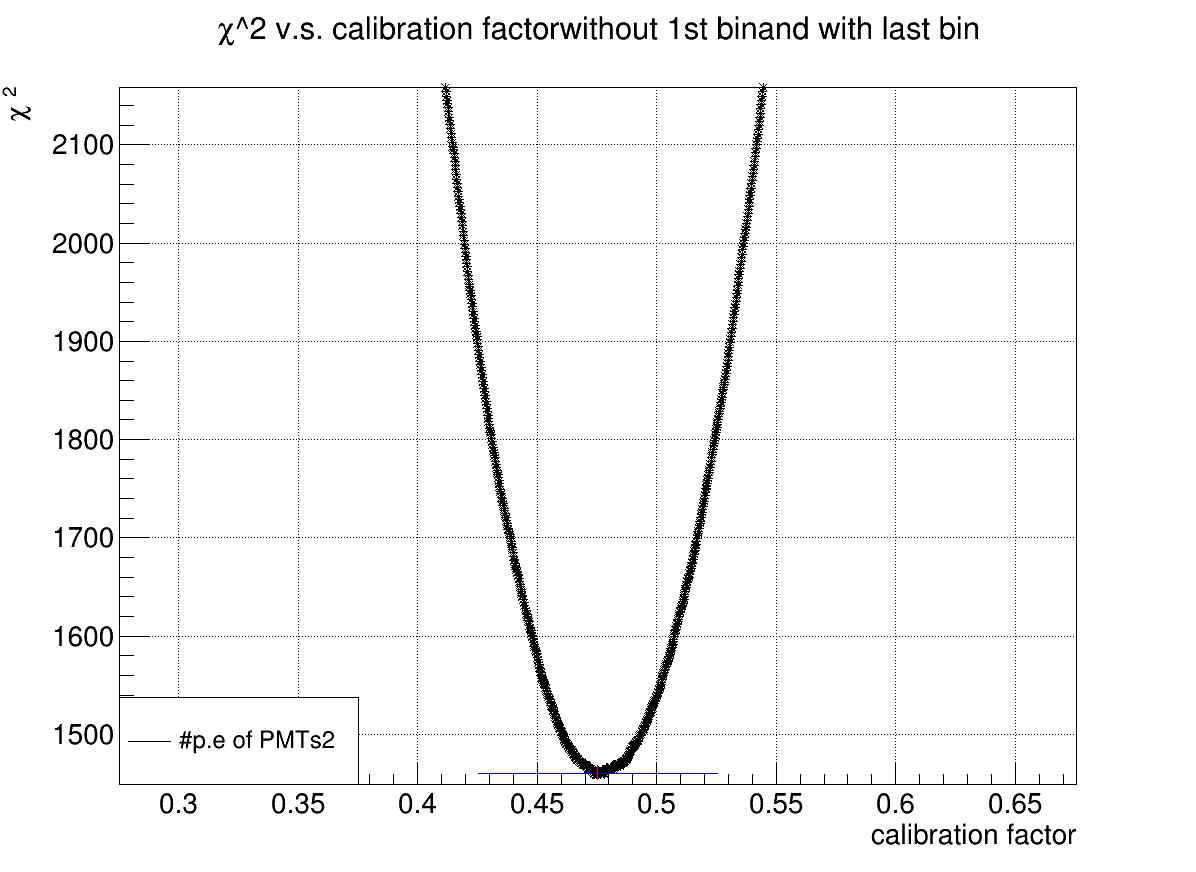 χ^2 v.s. calibration factorwithout 1st binand with last bin
χ²
2100
2000
1900
1800
1700
1600
1500
#p.e of PMTs2
0.3 0.35 0.4 0.45 0.5 0.55 0.6 0.65
calibration factor